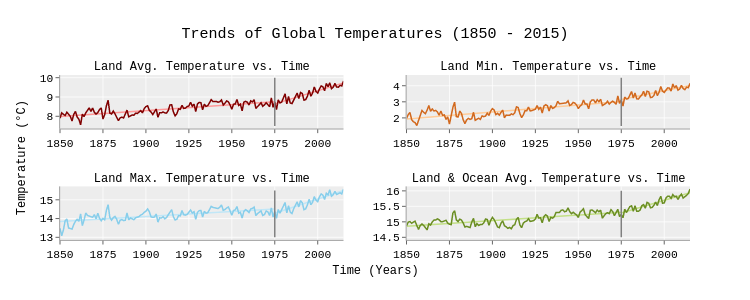 Trends of Global Temperatures (1850 - 2015)
Land Avg. Temperature vs. Time
Land Min. Temperature vs. Time
10
9
8
4
3
2
1850 1875 1900 1925 1950 1975 2000
1850 1875 1900 1925 1950 1975 2000
Temperature (°C)
Land Max. Temperature vs. Time
Land & Ocean Avg. Temperature vs. Time
15
14
13
16
15.5
15
14.5
1850 1875 1900 1925 1950 1975 2000
1850 1875 1900 1925 1950 1975 2000
Time (Years)